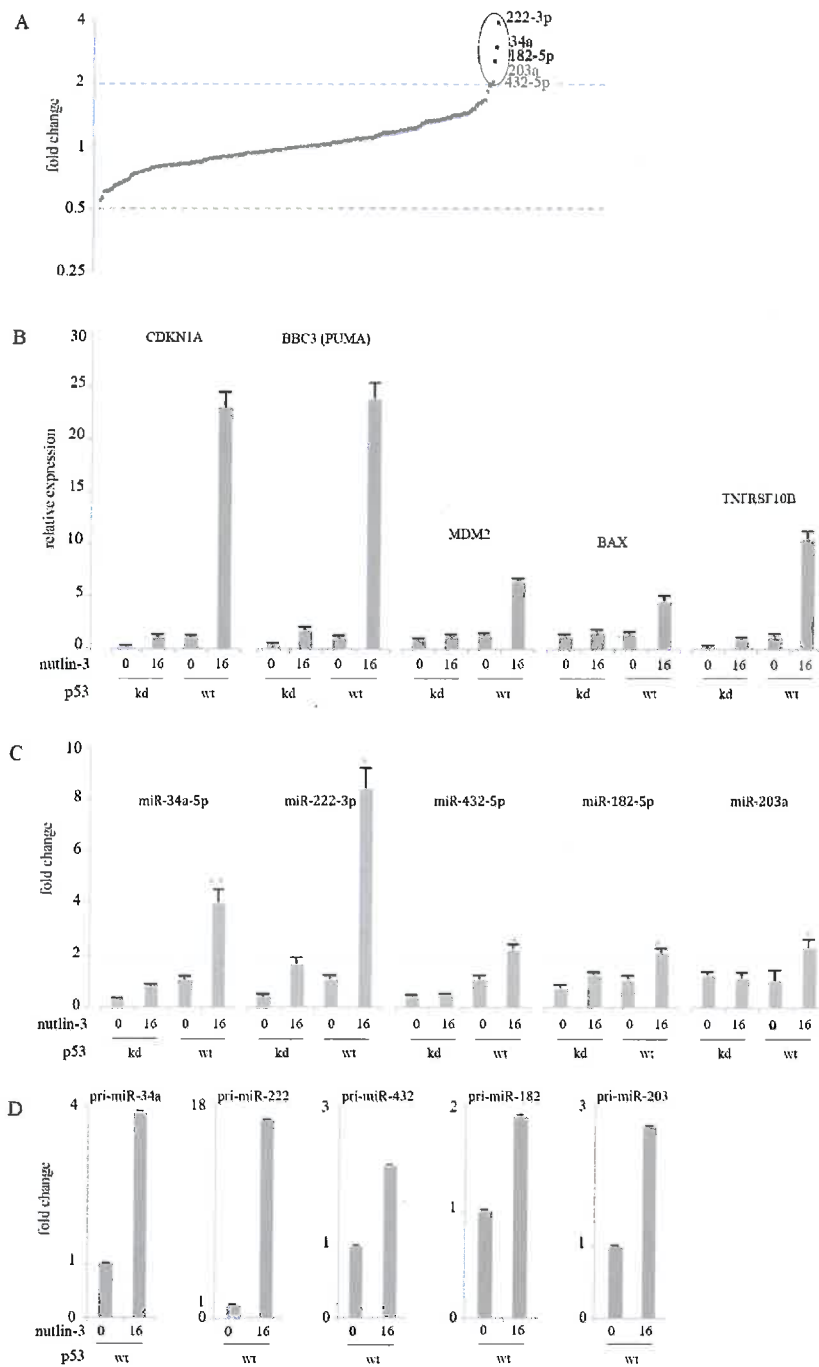 A
4
222-3p
34a
182-5p
203a
432-5p
2
1
0.5
0.25
fold change
B
30
25
20
15
10
5
0
relative expression
CDKN1A
BBC3 (PUMA)
MDM2
BAX
TNFRSF10B
nutlin-3 0 16 0 16 0 16 0 16 0 16 0 16 0 16 0 16 0 16 0 16
p53 kd wt kd wt kd wt kd wt kd wt
C
10
8
6
4
2
0
fold change
miR-34a-5p
miR-222-3p
miR-432-5p
miR-182-5p
miR-203a
**
*
*
*
*
nutlin-3 0 16 0 16 0 16 0 16 0 16 0 16 0 16 0 16 0 16 0 16
p53 kd wt kd wt kd wt kd wt kd wt
D
pri-miR-34a pri-miR-222 pri-miR-432 pri-miR-182 pri-miR-203
4 18 3 2 3
1 1 1 1 1
0 0 0 0 0
fold change
nutlin-3 0 16 0 16 0 16 0 16 0 16
p53 wt wt wt wt wt